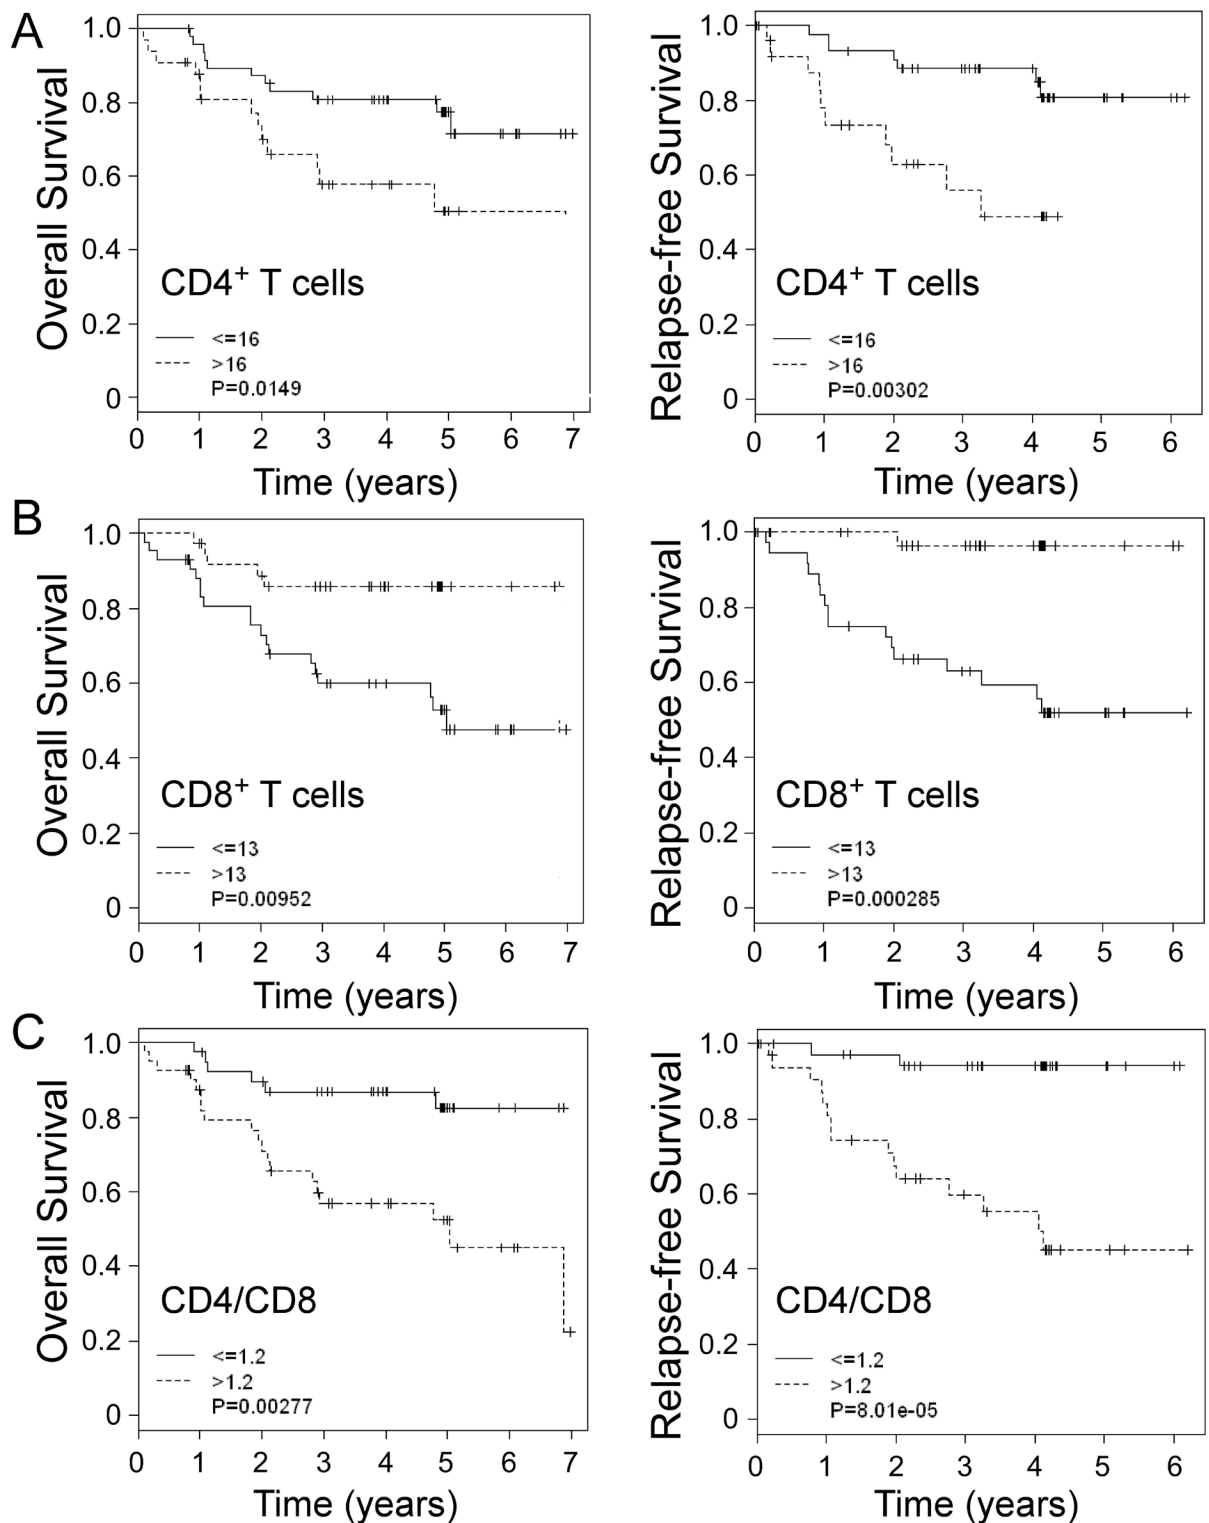 A
Overall Survival
1.0
0.8
0.6
0.4
0.2
0
CD4+ T cells
<=16
>16
P=0.0149
0 1 2 3 4 5 6 7
Time (years)
Relapse-free Survival
1.0
0.8
0.6
0.4
0.2
0
CD4+ T cells
<=16
>16
P=0.00302
0 1 2 3 4 5 6
Time (years)
B
Overall Survival
1.0
0.8
0.6
0.4
0.2
0
CD8+ T cells
<=13
>13
P=0.00952
0 1 2 3 4 5 6 7
Time (years)
Relapse-free Survival
1.0
0.8
0.6
0.4
0.2
0
CD8+ T cells
<=13
>13
P=0.000285
0 1 2 3 4 5 6
Time (years)
C
Overall Survival
1.0
0.8
0.6
0.4
0.2
0
CD4/CD8
<=1.2
>1.2
P=0.00277
0 1 2 3 4 5 6 7
Time (years)
Relapse-free Survival
1.0
0.8
0.6
0.4
0.2
0
CD4/CD8
<=1.2
>1.2
P=8.01e-05
0 1 2 3 4 5 6
Time (years)